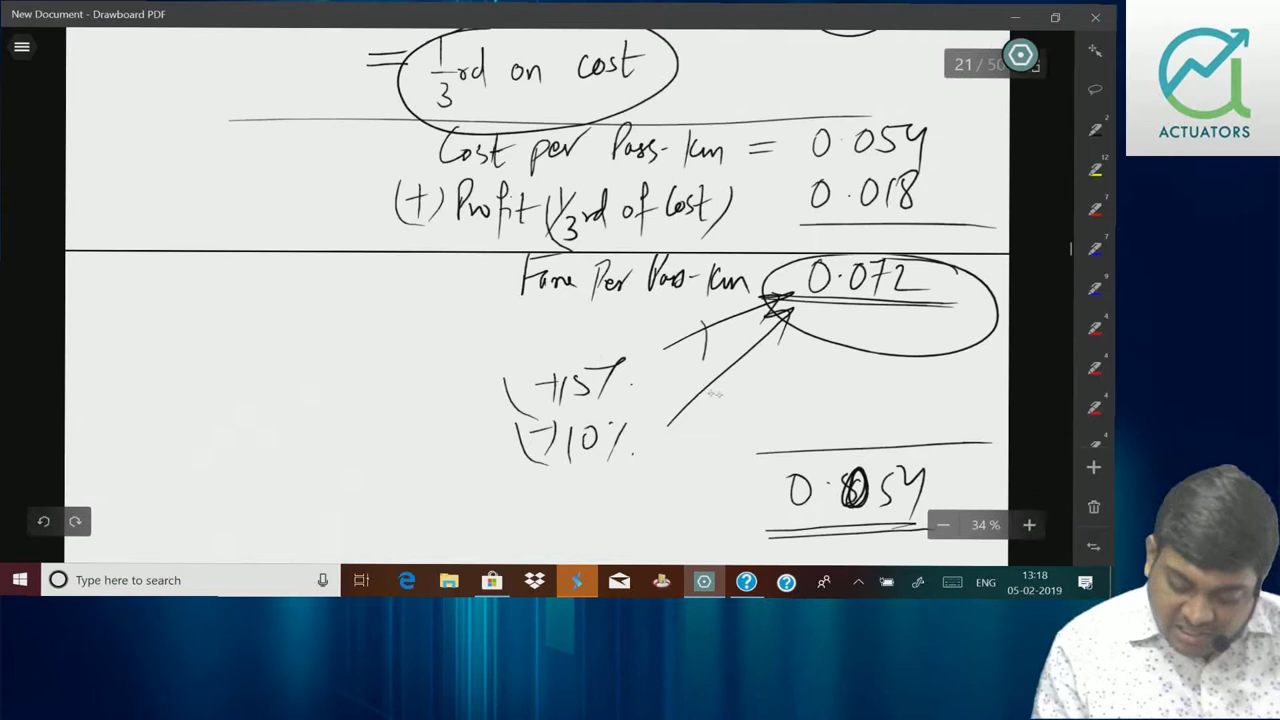 New Document - Drawboard PDF
21 / 50
ACTUATORS
= 1/3 rd on cost
Cost per Pass-km = 0.054
(+) Profit (1/3rd of Cost) 0.018
Fare Per Pass-km 0.072
+15%.
(-) 10%.
0.054
34 %
Type here to search
ENG
13:18
05-02-2019